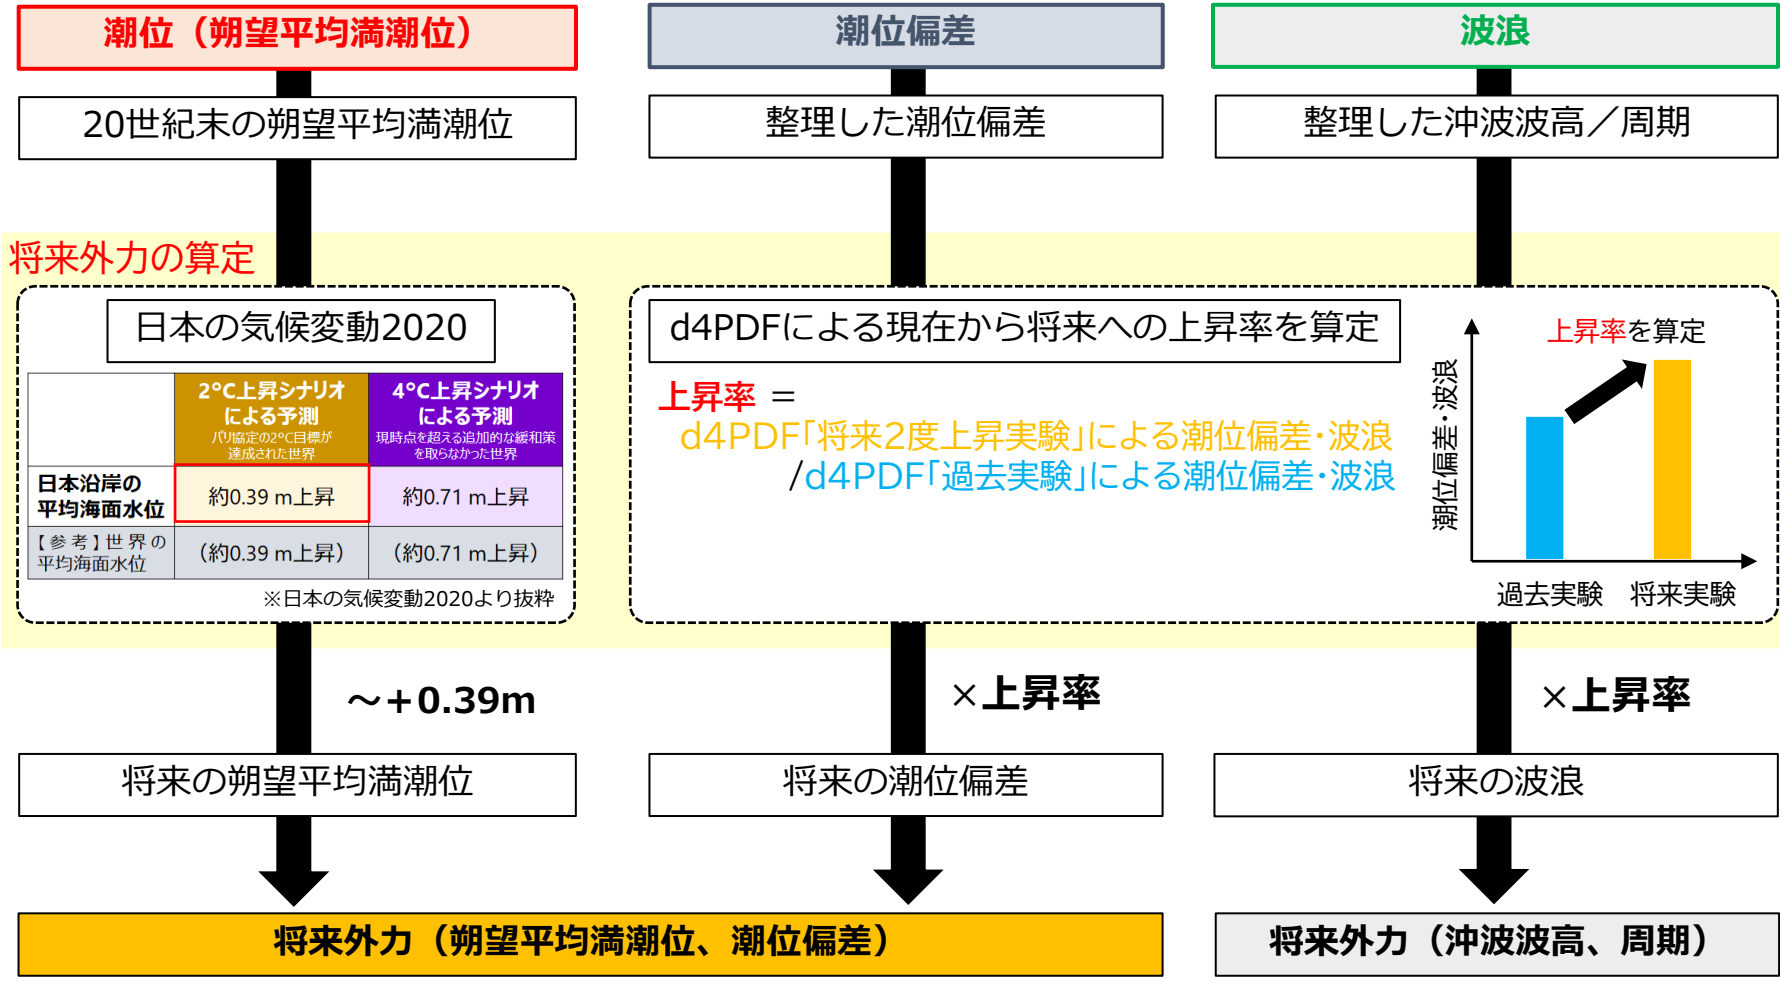 潮位（朔望平均満潮位）
潮位偏差
波浪
20世紀末の朔望平均満潮位
整理した潮位偏差
整理した沖波波高／周期
将来外力の算定
日本の気候変動2020
2℃上昇シナリオ
による予測
パリ協定の2℃目標が
達成された世界
4℃上昇シナリオ
による予測
現時点を超える追加的な緩和策
を取らなかった世界
日本沿岸の
平均海面水位
約0.39 m上昇
約0.71 m上昇
【参考】世界の
平均海面水位
（約0.39 m上昇）
（約0.71 m上昇）
※日本の気候変動2020より抜粋
d4PDFによる現在から将来への上昇率を算定
上昇率 ＝
d4PDF｢将来2度上昇実験｣による潮位偏差･波浪
/d4PDF｢過去実験｣による潮位偏差･波浪
上昇率を算定
潮位偏差･波浪
過去実験
将来実験
～+0.39m
×上昇率
×上昇率
将来の朔望平均満潮位
将来の潮位偏差
将来の波浪
将来外力（朔望平均満潮位、潮位偏差）
将来外力（沖波波高、周期）